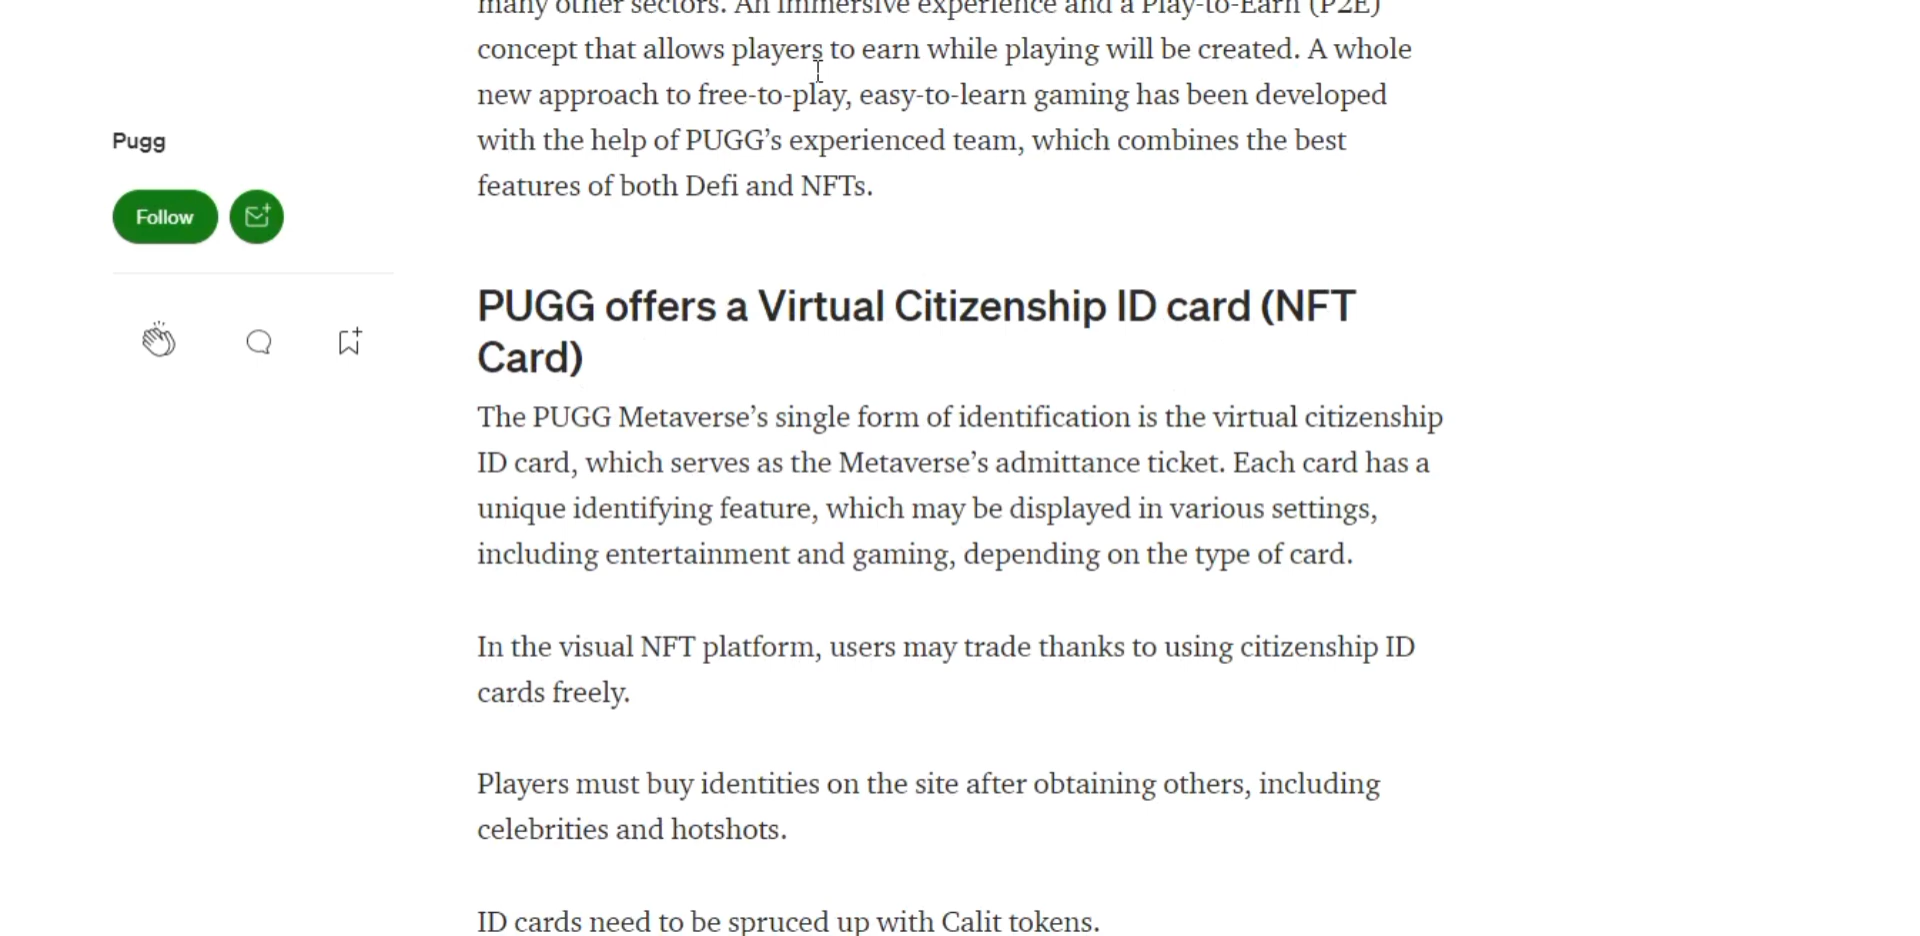 many other sectors. An immersive experience and a Play-to-Earn (P2E)
concept that allows players to earn while playing will be created. A whole
new approach to free-to-play, easy-to-learn gaming has been developed
with the help of PUGG’s experienced team, which combines the best
features of both Defi and NFTs.
Pugg
Follow
PUGG offers a Virtual Citizenship ID card (NFT
Card)
The PUGG Metaverse’s single form of identification is the virtual citizenship
ID card, which serves as the Metaverse’s admittance ticket. Each card has a
unique identifying feature, which may be displayed in various settings,
including entertainment and gaming, depending on the type of card.
In the visual NFT platform, users may trade thanks to using citizenship ID
cards freely.
Players must buy identities on the site after obtaining others, including
celebrities and hotshots.
ID cards need to be spruced up with Calit tokens.